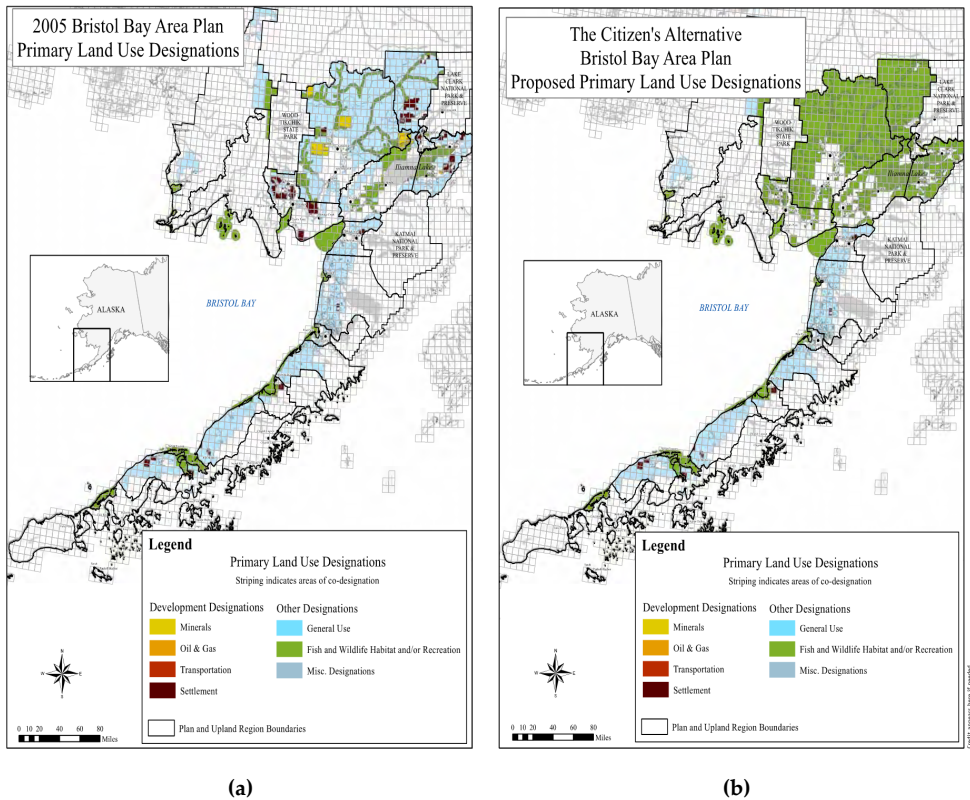 2005 Bristol Bay Area Plan
Primary Land Use Designations
LAKE
CLARK
NATIONAL
PARK &
PRESERVE
WOOD
TIKCHIK
STATE
PARK
Iliamna Lake
KATMAI
NATIONAL
PARK &
PRESERVE
BRISTOL BAY
ALASKA
Legend
Primary Land Use Designations
Striping indicates areas of co-designation
Development Designations
Minerals
Oil & Gas
Transportation
Settlement
Other Designations
General Use
Fish and Wildlife Habitat and/or Recreation
Misc. Designations
Plan and Upland Region Boundaries
N
W
E
S
0 10 20 40 60 80
Miles
(a)
The Citizen's Alternative
Bristol Bay Area Plan
Proposed Primary Land Use Designations
LAKE
CLARK
NATIONAL
PARK &
PRESERVE
WOOD
TIKCHIK
STATE
PARK
Iliamna Lake
KATMAI
NATIONAL
PARK &
PRESERVE
BRISTOL BAY
ALASKA
Legend
Primary Land Use Designations
Striping indicates areas of co-designation
Development Designations
Minerals
Oil & Gas
Transportation
Settlement
Other Designations
General Use
Fish and Wildlife Habitat and/or Recreation
Misc. Designations
Plan and Upland Region Boundaries
N
W
E
S
0 10 20 40 60 80
Miles
(b)